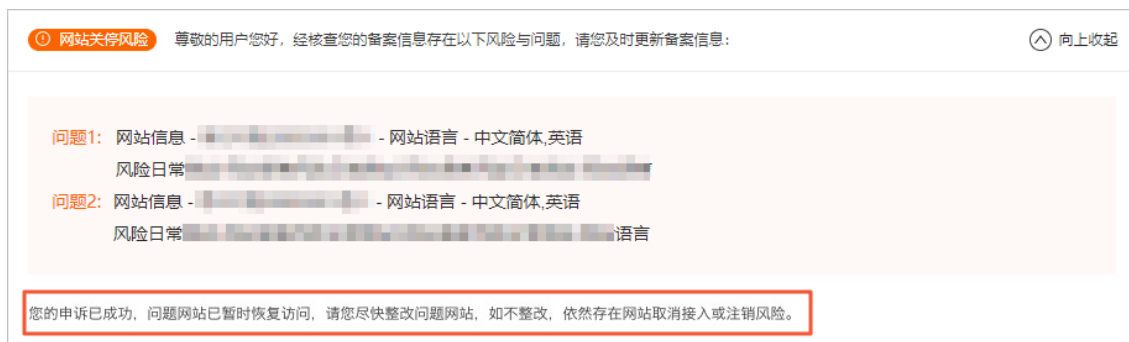 网站关停风险 尊敬的用户您好，经核查您的备案信息存在以下风险与问题，请您及时更新备案信息： 向上收起
问题1： 网站信息 - - 网站语言 - 中文简体,英语
风险日常
问题2: 网站信息 - - 网站语言 - 中文简体,英语
风险日常 语言
您的申诉已成功，问题网站已暂时恢复访问，请您尽快整改问题网站，如不整改，依然存在网站取消接入或注销风险。